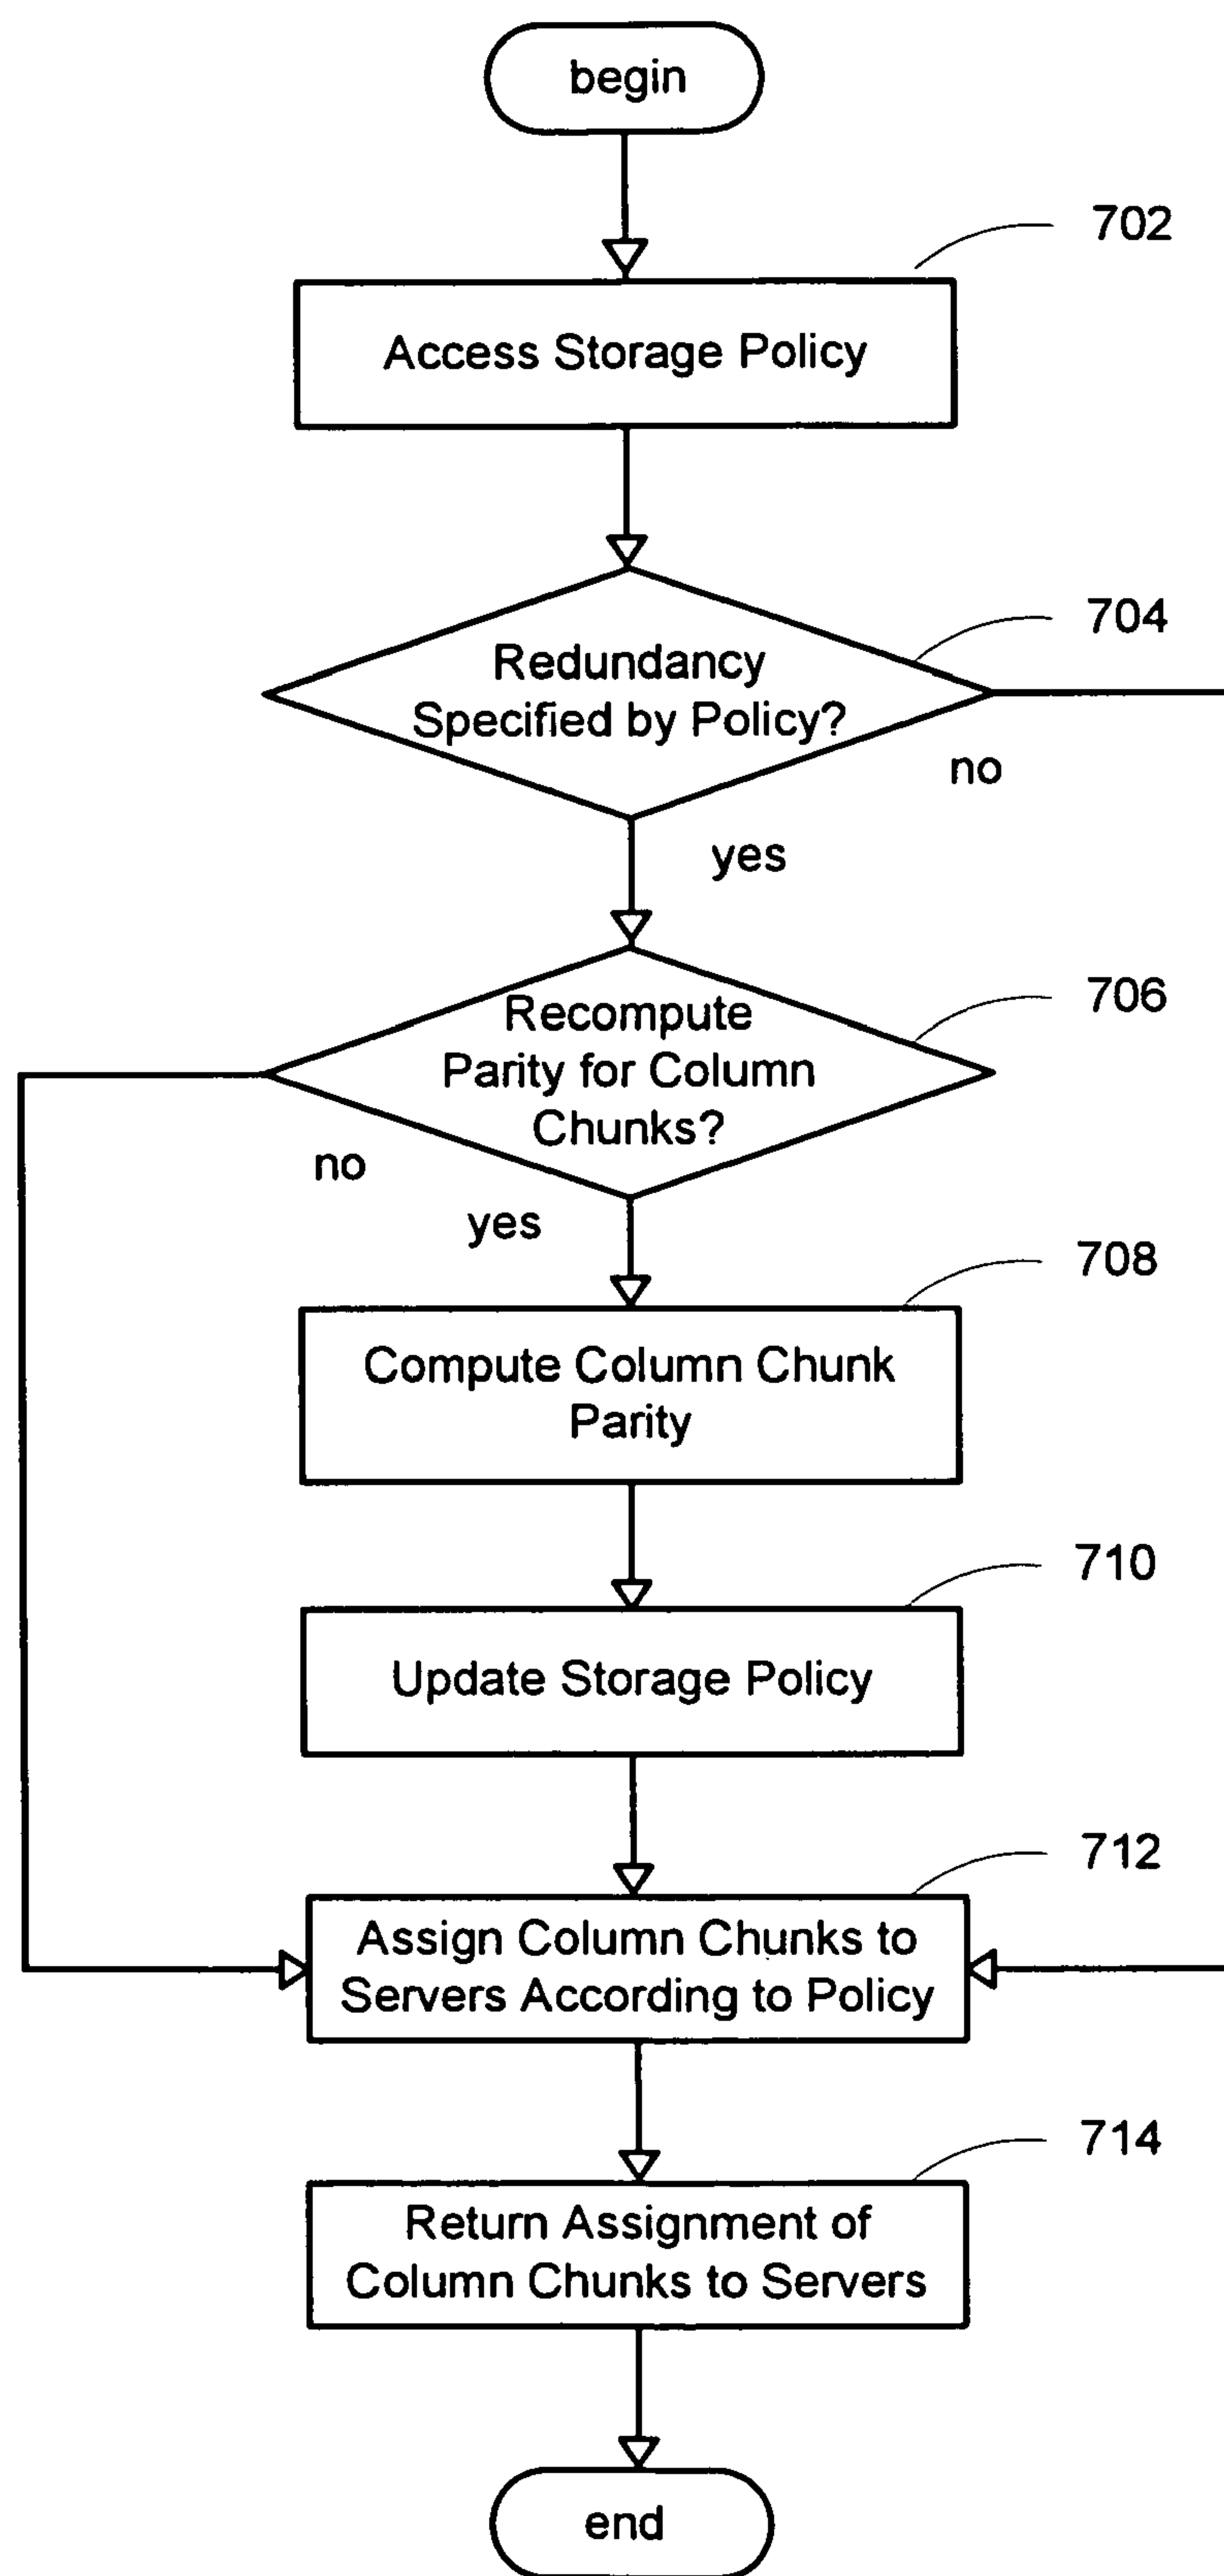 begin
702
Access Storage Policy
704
Redundancy
Specified by Policy?
no
yes
706
Recompute
Parity for Column
Chunks?
no
yes
708
Compute Column Chunk
Parity
710
Update Storage Policy
712
Assign Column Chunks to
Servers According to Policy
714
Return Assignment of
Column Chunks to Servers
end